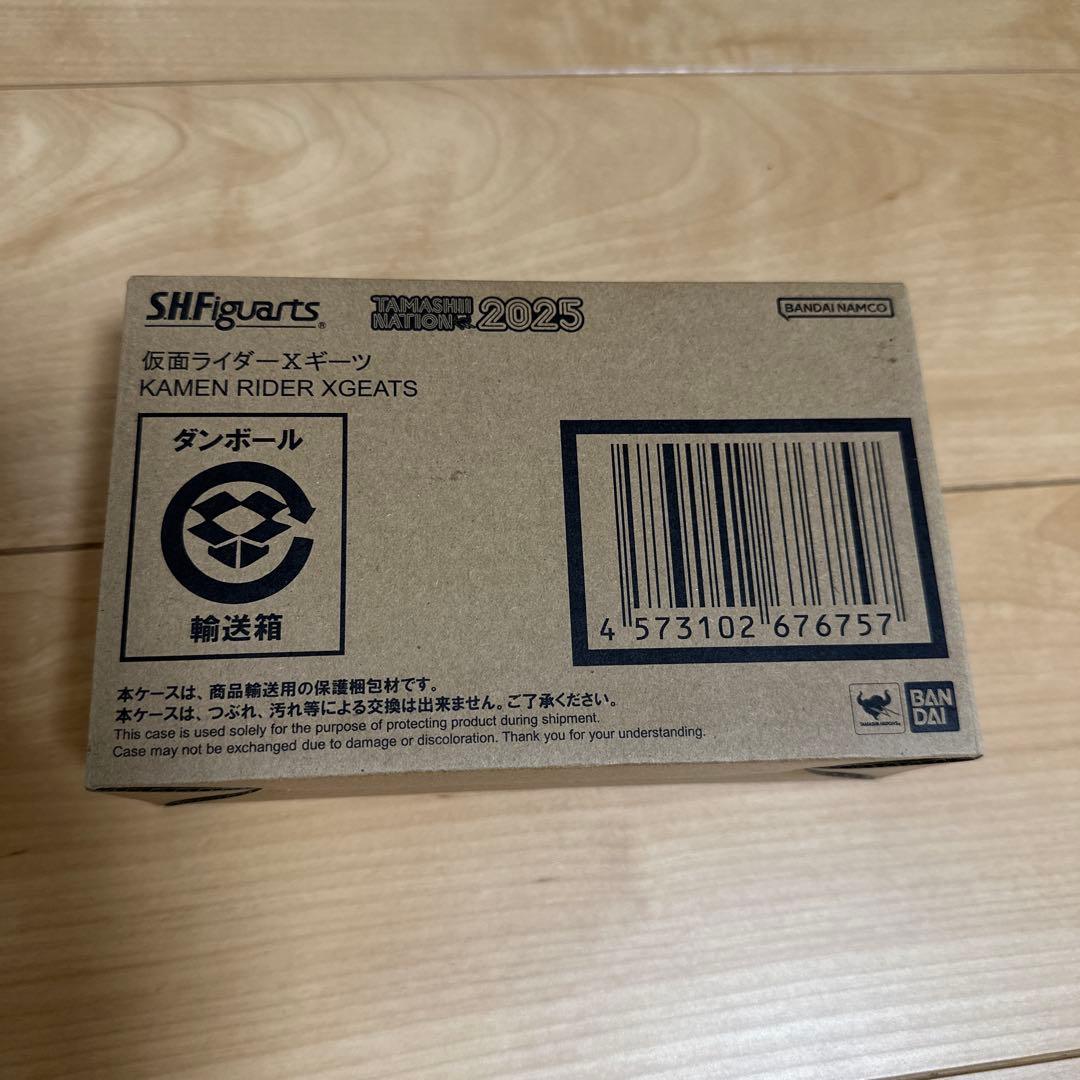 S.H.Figuarts®
TAMASHII NATION 2025
BANDAI NAMCO
仮面ライダーXギーツ
KAMEN RIDER XGEATS
ダンボール
輸送箱
4 573102 676757
本ケースは、商品輸送用の保護梱包材です。
本ケースは、つぶれ、汚れ等による交換は出来ません。ご了承ください。
This case is used solely for the purpose of protecting product during shipment.
Case may not be exchanged due to damage or discoloration. Thank you for your understanding.
TAMASHII NATIONS
BAN
DAI